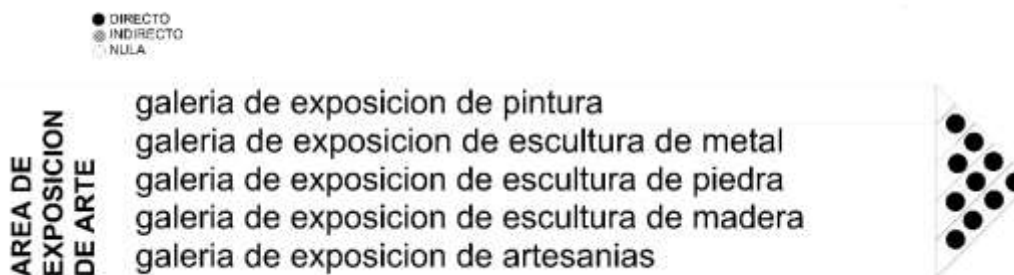 DIRECTO
INDIRECTO
NULA
AREA DE
EXPOSICION
DE ARTE
galeria de exposicion de pintura
galeria de exposicion de escultura de metal
galeria de exposicion de escultura de piedra
galeria de exposicion de escultura de madera
galeria de exposicion de artesanias